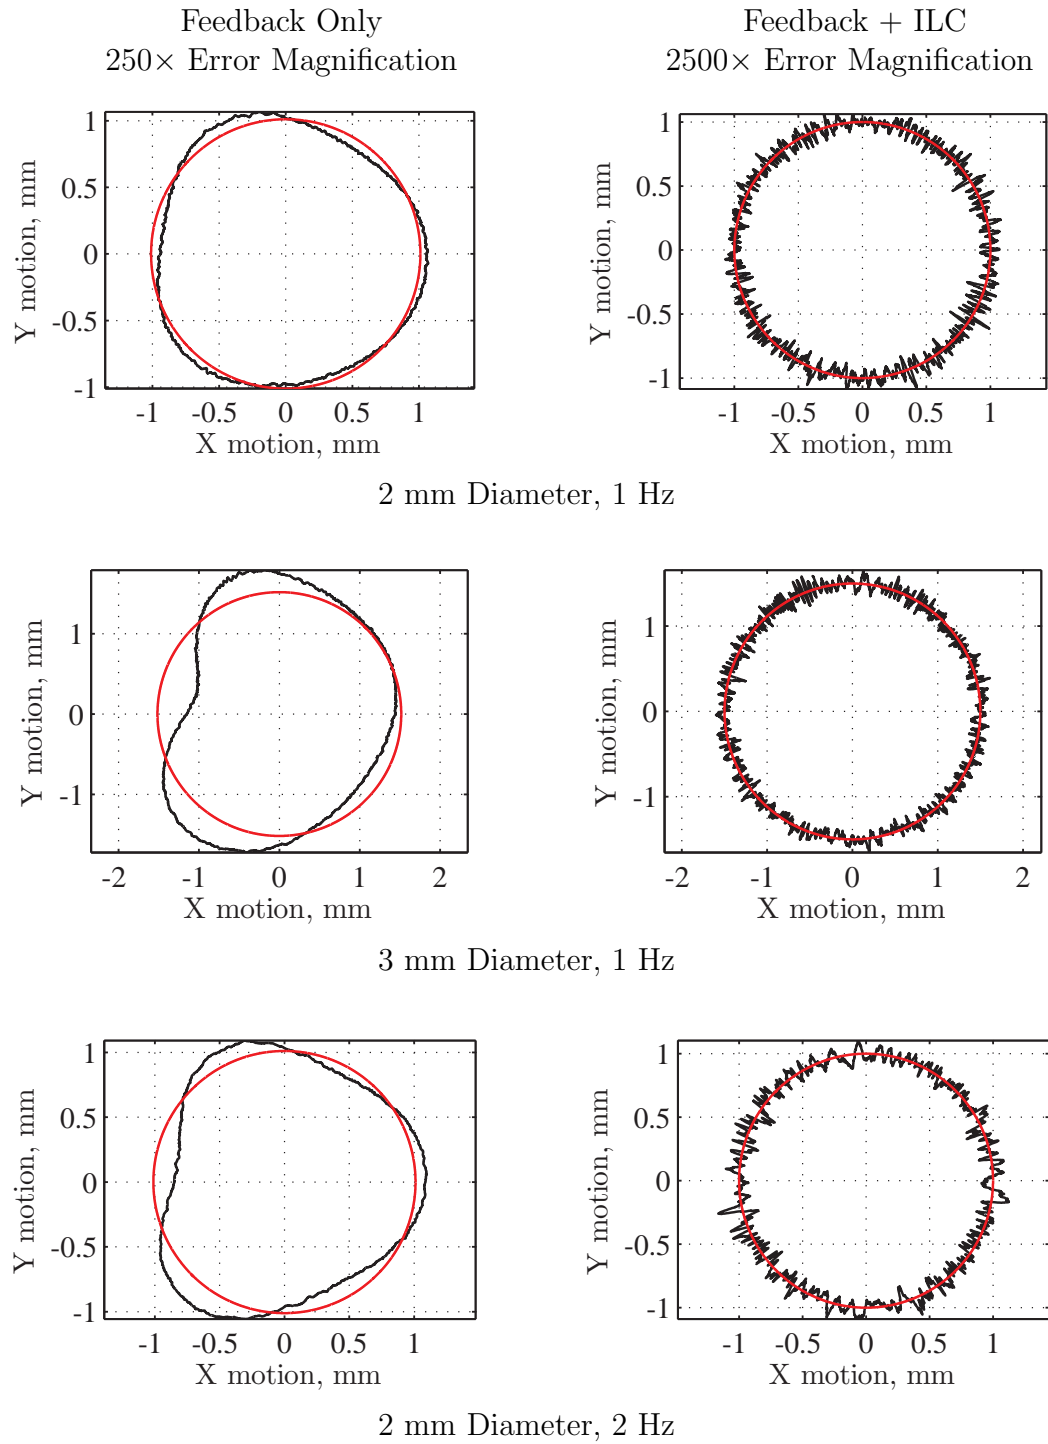 Feedback Only
250× Error Magnification
Feedback + ILC
2500× Error Magnification
Y motion, mm
1
0.5
0
-0.5
-1
-1 -0.5 0 0.5 1
X motion, mm
Y motion, mm
1
0.5
0
-0.5
-1
-1 -0.5 0 0.5 1
X motion, mm
2 mm Diameter, 1 Hz
Y motion, mm
1
0
-1
-2 -1 0 1 2
X motion, mm
Y motion, mm
1
0
-1
-2 -1 0 1 2
X motion, mm
3 mm Diameter, 1 Hz
Y motion, mm
1
0.5
0
-0.5
-1
-1 -0.5 0 0.5 1
X motion, mm
Y motion, mm
1
0.5
0
-0.5
-1
-1 -0.5 0 0.5 1
X motion, mm
2 mm Diameter, 2 Hz